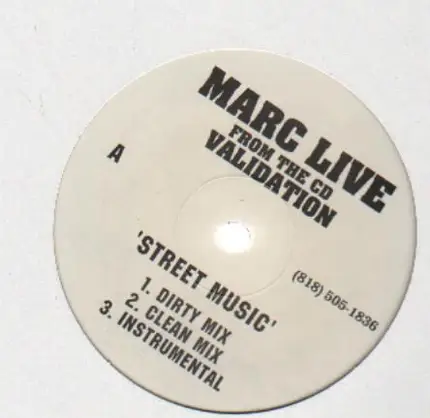 MARC LIVE
FROM THE CD
VALIDATION
A
(818) 505-1836
'STREET MUSIC'
1. DIRTY MIX
2. CLEAN MIX
3. INSTRUMENTAL